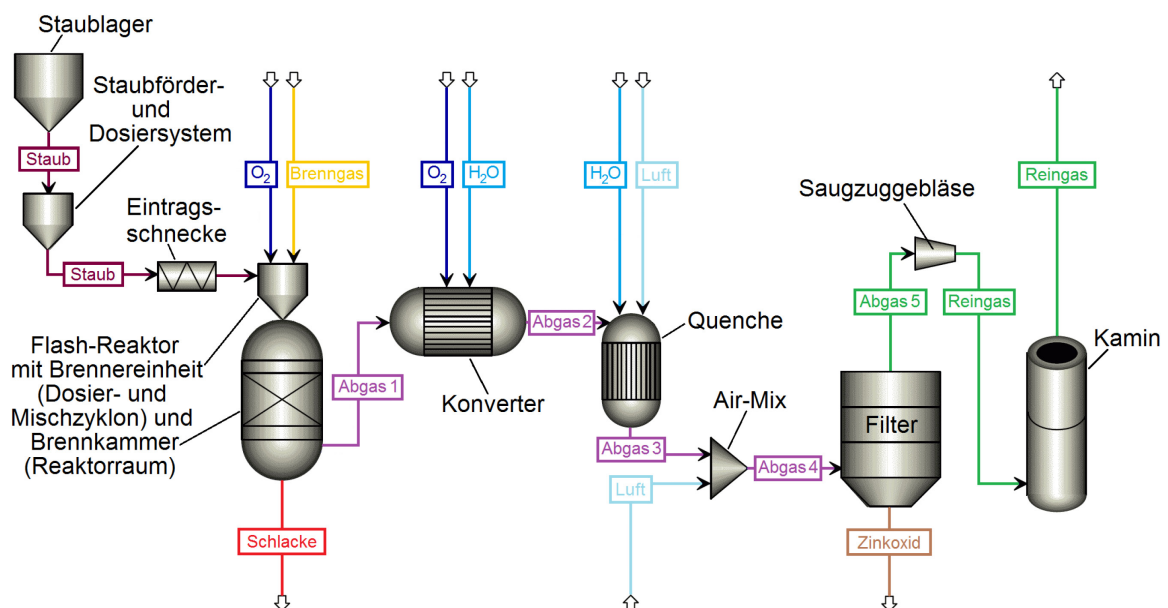 Staublager
Staubförder-
und
Dosiersystem
Staub
O2
Brenngas
O2
H2O
H2O
Luft
Saugzuggebläse
Reingas
Eintrags-
schnecke
Staub
Abgas 5
Reingas
Abgas 2
Quenche
Kamin
Flash-Reaktor
mit Brennereinheit
(Dosier- und
Mischzyklon) und
Brennkammer
(Reaktorraum)
Abgas 1
Konverter
Air-Mix
Filter
Abgas 3
Abgas 4
Luft
Schlacke
Zinkoxid